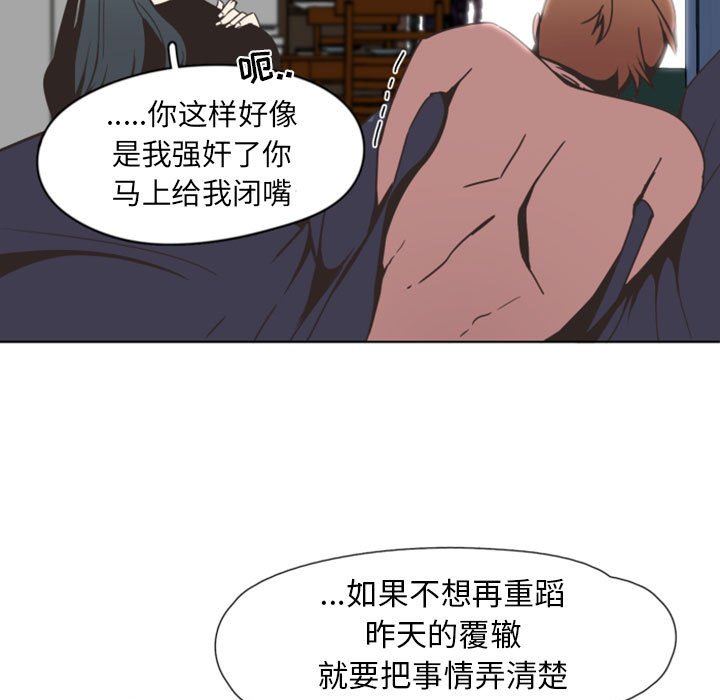 呃..
.....你这样好像
是我强奸了你
马上给我闭嘴
...如果不想再重蹈
昨天的覆辙
就要把事情弄清楚